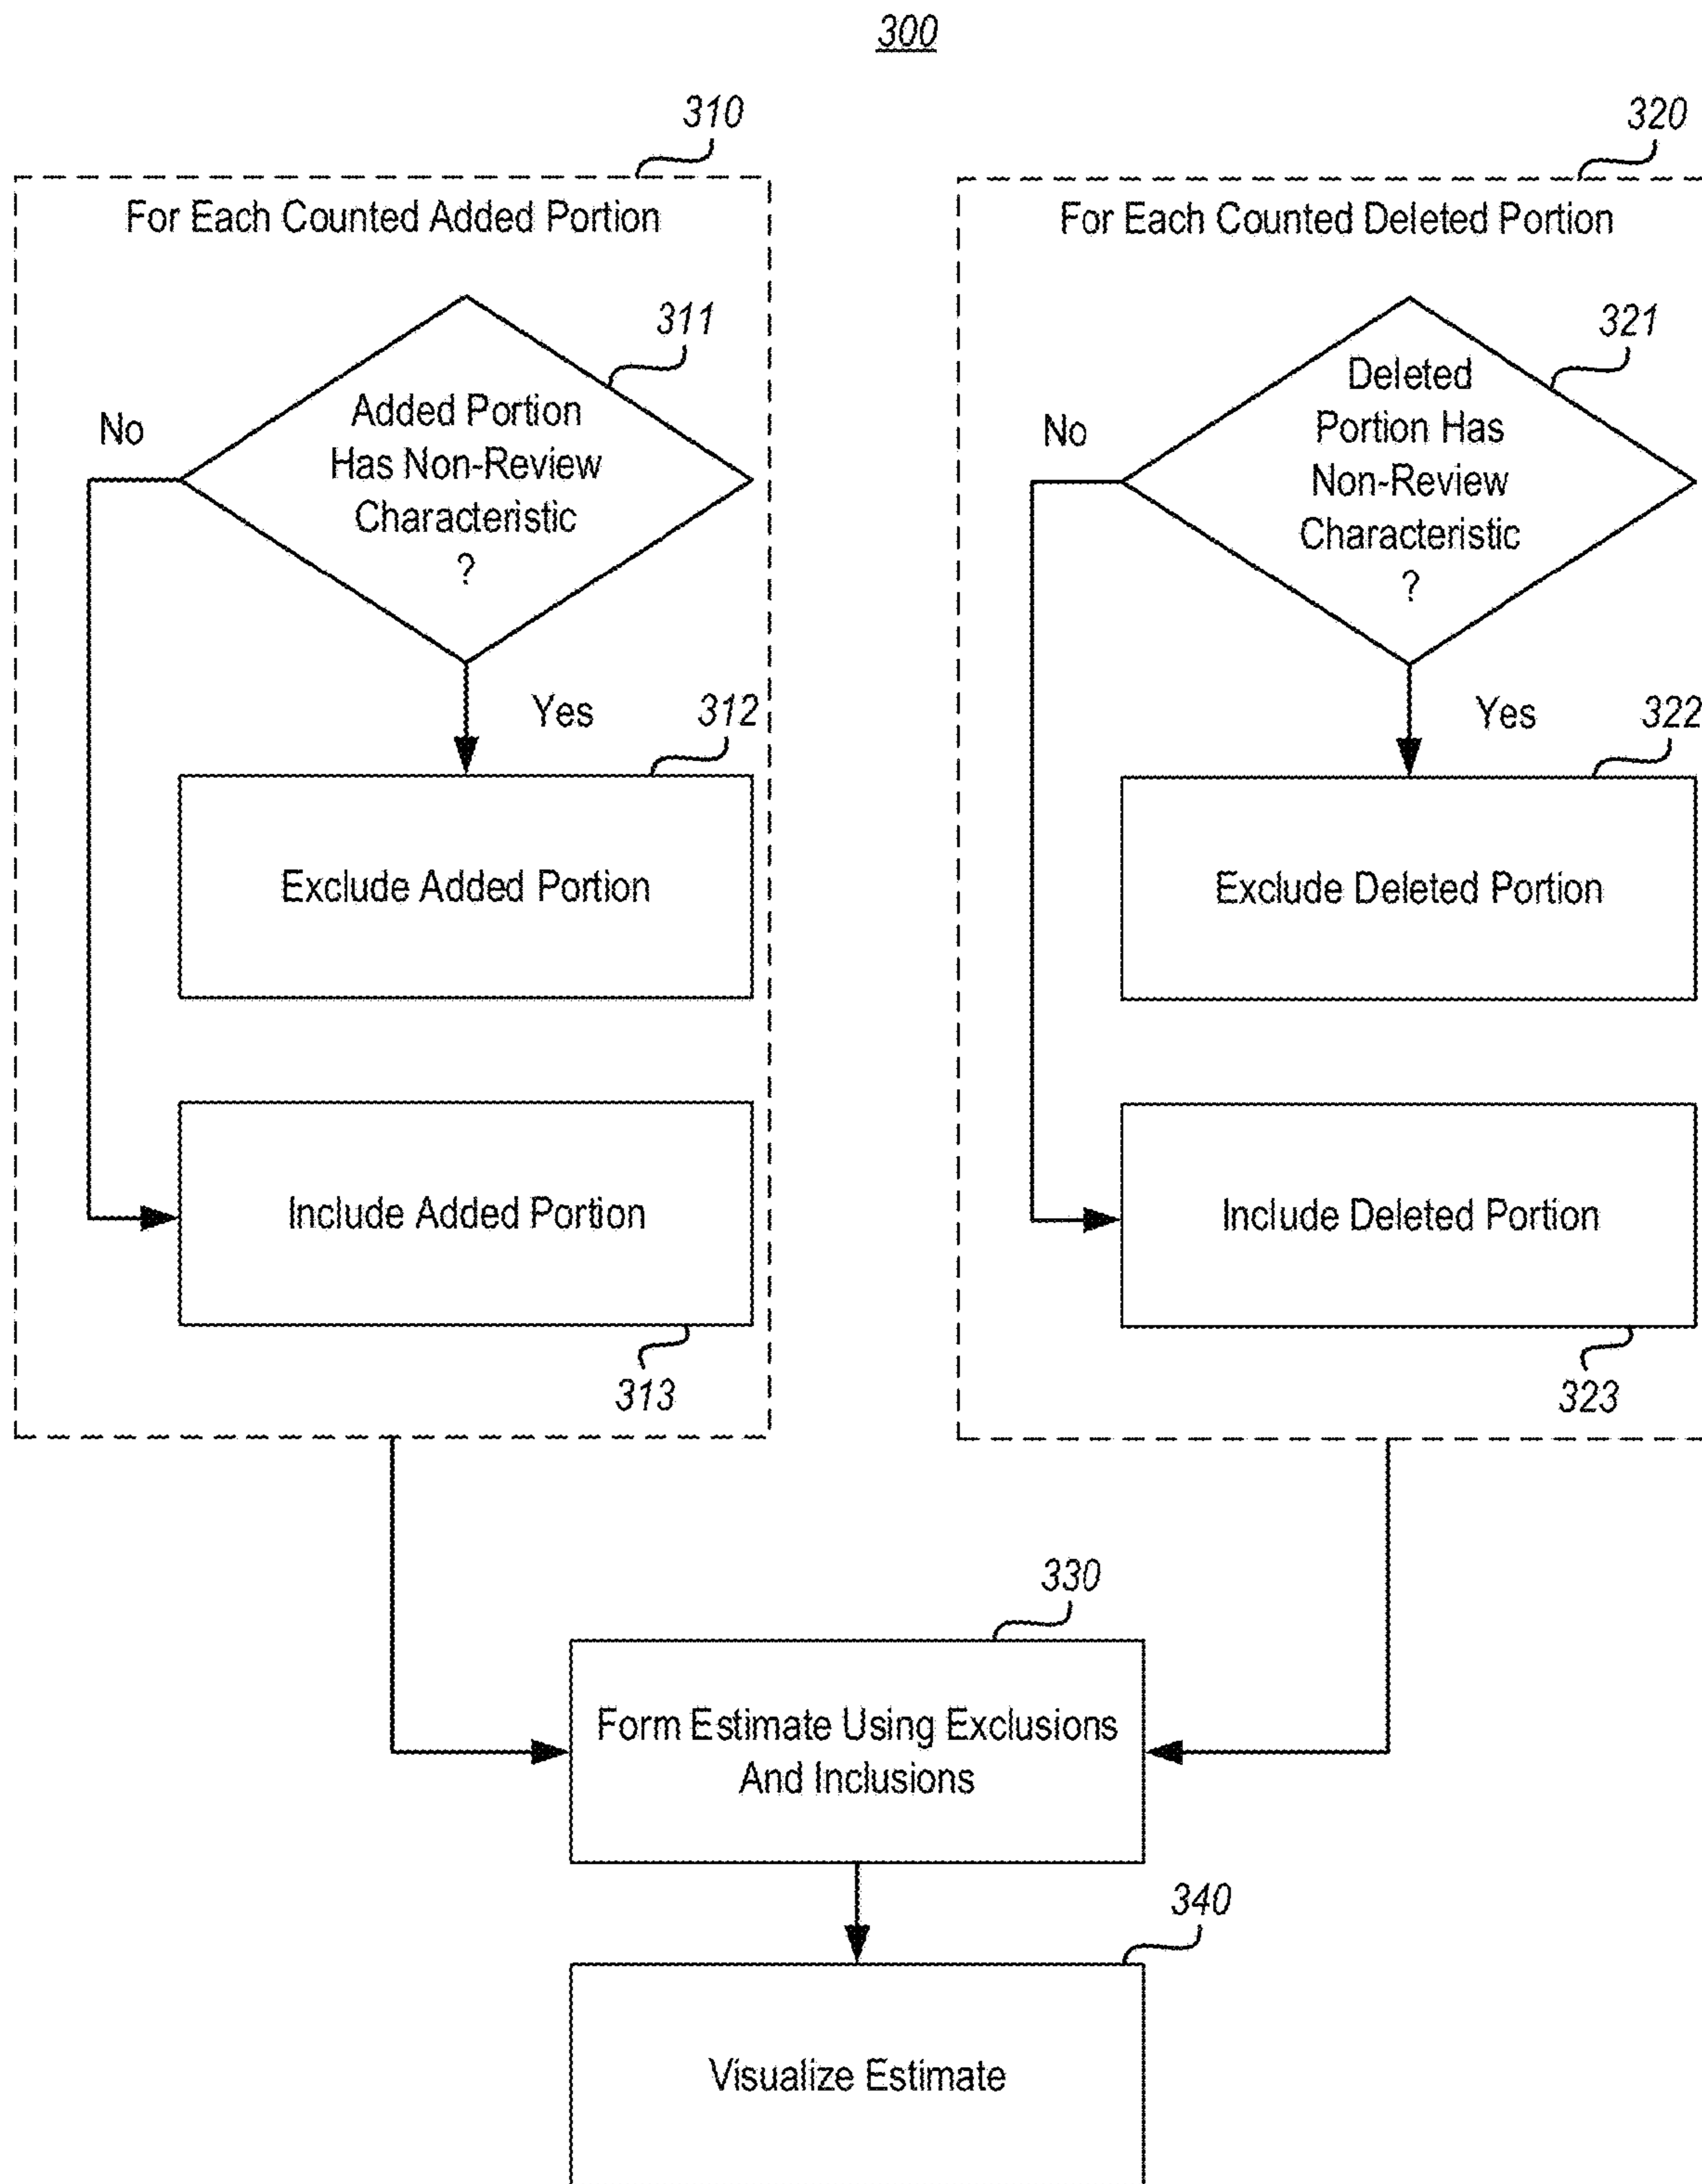 300
310
320
For Each Counted Added Portion
For Each Counted Deleted Portion
311
321
Added Portion
Has Non-Review
Characteristic
?
No
Deleted
Portion Has
Non-Review
Characteristic
?
No
Yes
312
Yes
322
Exclude Added Portion
Exclude Deleted Portion
Include Added Portion
Include Deleted Portion
313
323
330
Form Estimate Using Exclusions
And Inclusions
340
Visualize Estimate